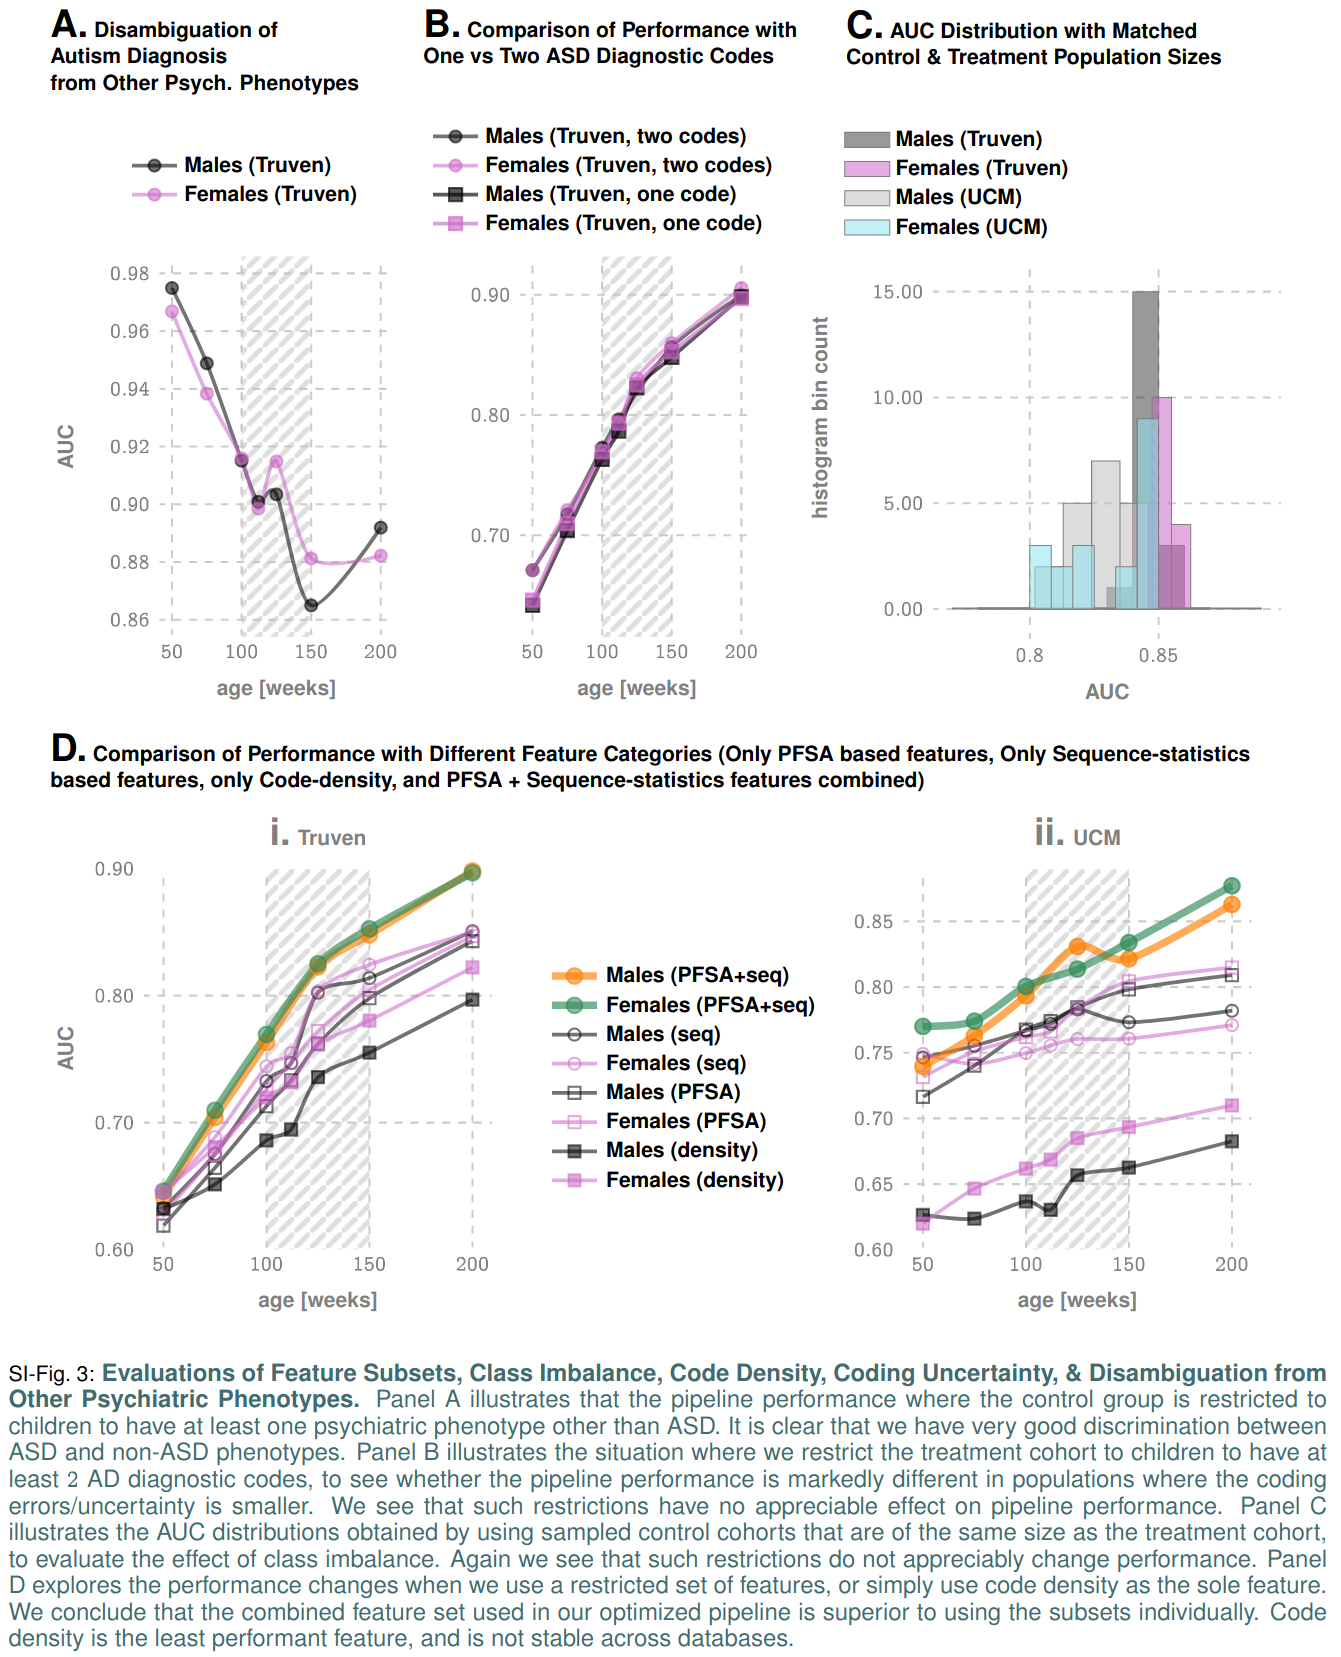 A. Disambiguation of
Autism Diagnosis
from Other Psych. Phenotypes
Males (Truven)
Females (Truven)
0.98
0.96
0.94
0.92
0.90
0.88
0.86
AUC
50 100 150 200
age [weeks]
B. Comparison of Performance with
One vs Two ASD Diagnostic Codes
Males (Truven, two codes)
Females (Truven, two codes)
Males (Truven, one code)
Females (Truven, one code)
0.90
0.80
0.70
50 100 150 200
age [weeks]
C. AUC Distribution with Matched
Control & Treatment Population Sizes
Males (Truven)
Females (Truven)
Males (UCM)
Females (UCM)
15.00
10.00
5.00
0.00
histogram bin count
0.8 0.85
AUC
D. Comparison of Performance with Different Feature Categories (Only PFSA based features, Only Sequence-statistics
based features, only Code-density, and PFSA + Sequence-statistics features combined)
i. Truven
0.90
0.80
0.70
0.60
AUC
50 100 150 200
age [weeks]
Males (PFSA+seq)
Females (PFSA+seq)
Males (seq)
Females (seq)
Males (PFSA)
Females (PFSA)
Males (density)
Females (density)
ii. UCM
0.85
0.80
0.75
0.70
0.65
0.60
50 100 150 200
age [weeks]
SI-Fig. 3: Evaluations of Feature Subsets, Class Imbalance, Code Density, Coding Uncertainty, & Disambiguation from
Other Psychiatric Phenotypes. Panel A illustrates that the pipeline performance where the control group is restricted to
children to have at least one psychiatric phenotype other than ASD. It is clear that we have very good discrimination between
ASD and non-ASD phenotypes. Panel B illustrates the situation where we restrict the treatment cohort to children to have at
least 2 AD diagnostic codes, to see whether the pipeline performance is markedly different in populations where the coding
errors/uncertainty is smaller. We see that such restrictions have no appreciable effect on pipeline performance. Panel C
illustrates the AUC distributions obtained by using sampled control cohorts that are of the same size as the treatment cohort,
to evaluate the effect of class imbalance. Again we see that such restrictions do not appreciably change performance. Panel
D explores the performance changes when we use a restricted set of features, or simply use code density as the sole feature.
We conclude that the combined feature set used in our optimized pipeline is superior to using the subsets individually. Code
density is the least performant feature, and is not stable across databases.